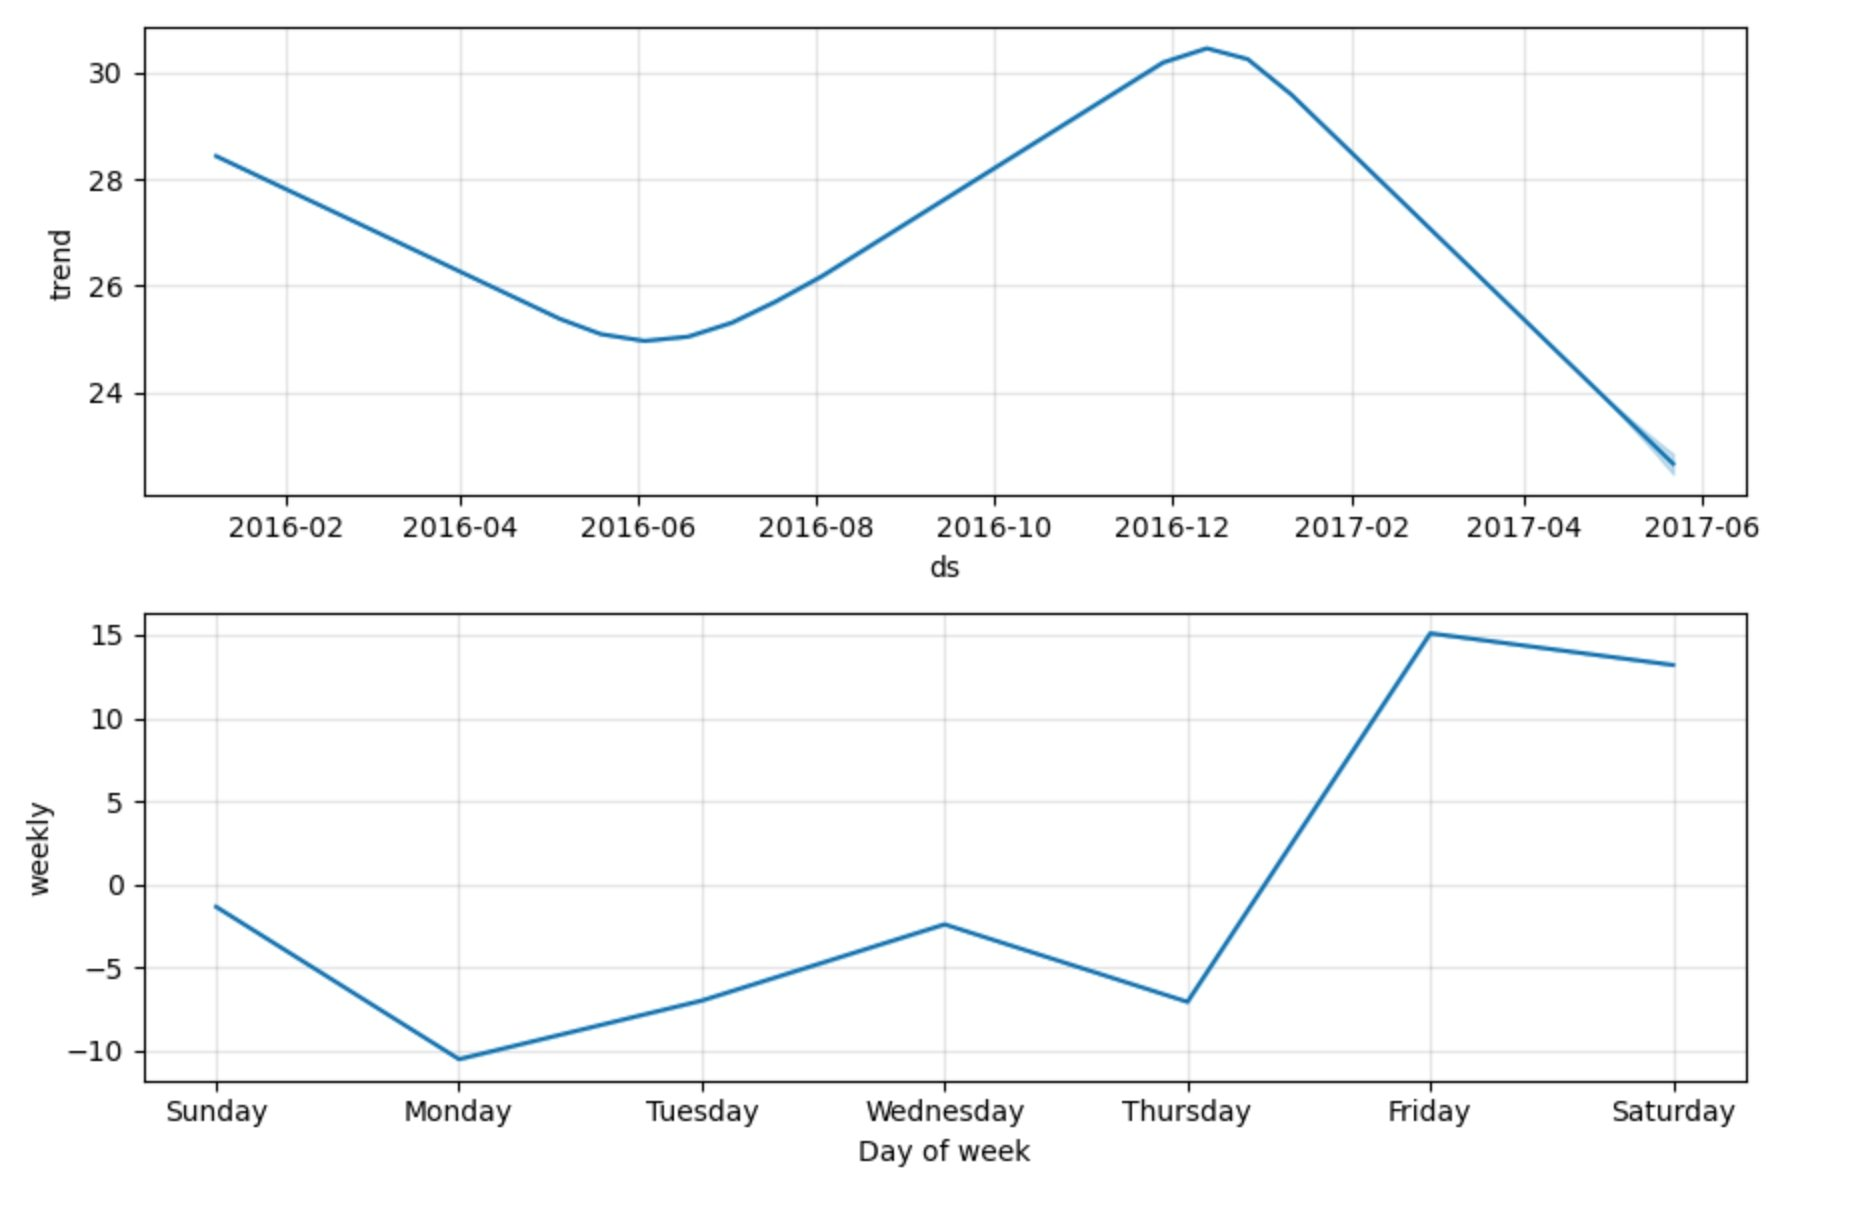 30
28
26
24
trend
2016-02 2016-04 2016-06 2016-08 2016-10 2016-12 2017-02 2017-04 2017-06
ds
15
10
5
0
−5
−10
weekly
Sunday Monday Tuesday Wednesday Thursday Friday Saturday
Day of week